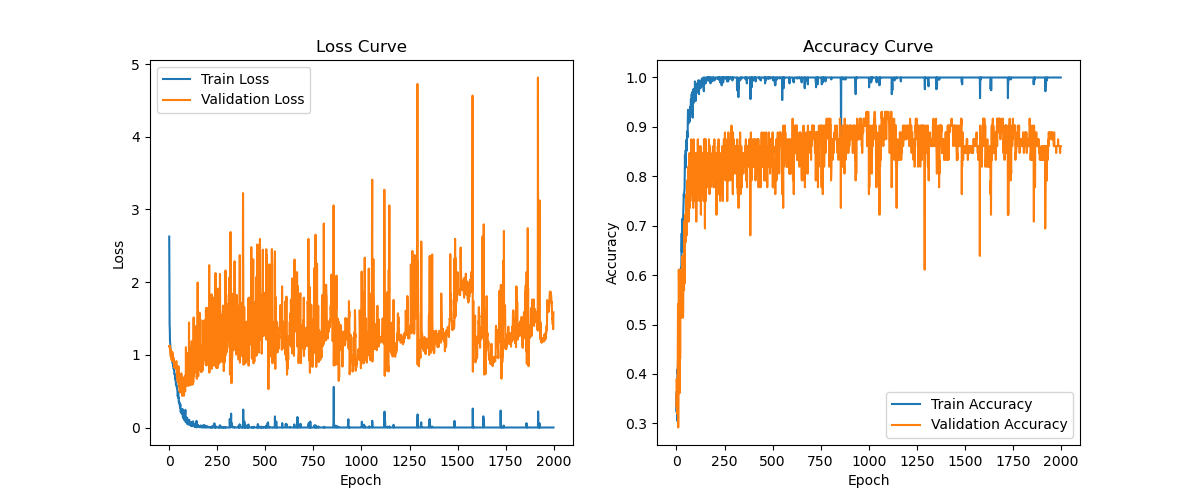 Loss Curve
Train Loss
Validation Loss
Loss
5
4
3
2
1
0
0 250 500 750 1000 1250 1500 1750 2000
Epoch
Accuracy Curve
Accuracy
1.0
0.9
0.8
0.7
0.6
0.5
0.4
0.3
Train Accuracy
Validation Accuracy
0 250 500 750 1000 1250 1500 1750 2000
Epoch